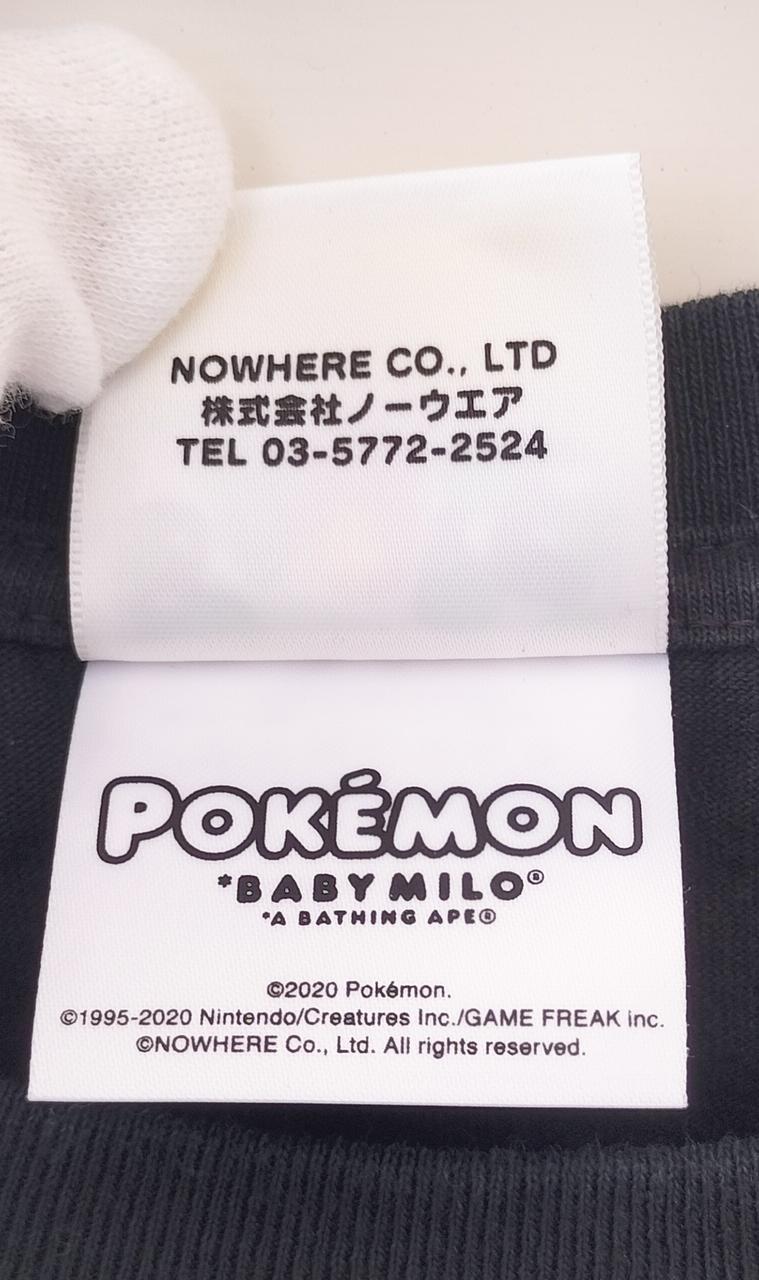 NOWHERE CO., LTD
株式会社ノーウエア
TEL 03-5772-2524
POKÉMON
*BABY MILO®
*A BATHING APE®
©2020 Pokémon.
©1995-2020 Nintendo/Creatures Inc./GAME FREAK inc.
©NOWHERE Co., Ltd. All rights reserved.